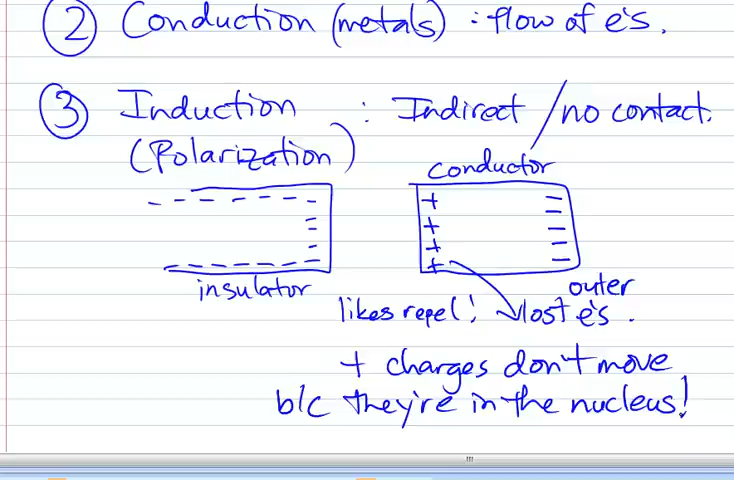 ② Conduction (metals) : flow of e's.
③ Induction : Indirect / no contact.
(Polarization)
conductor
- - - - - - -
+ + + +
insulator
outer
likes repel! lost e's.
+ charges don't move
b/c they're in the nucleus!